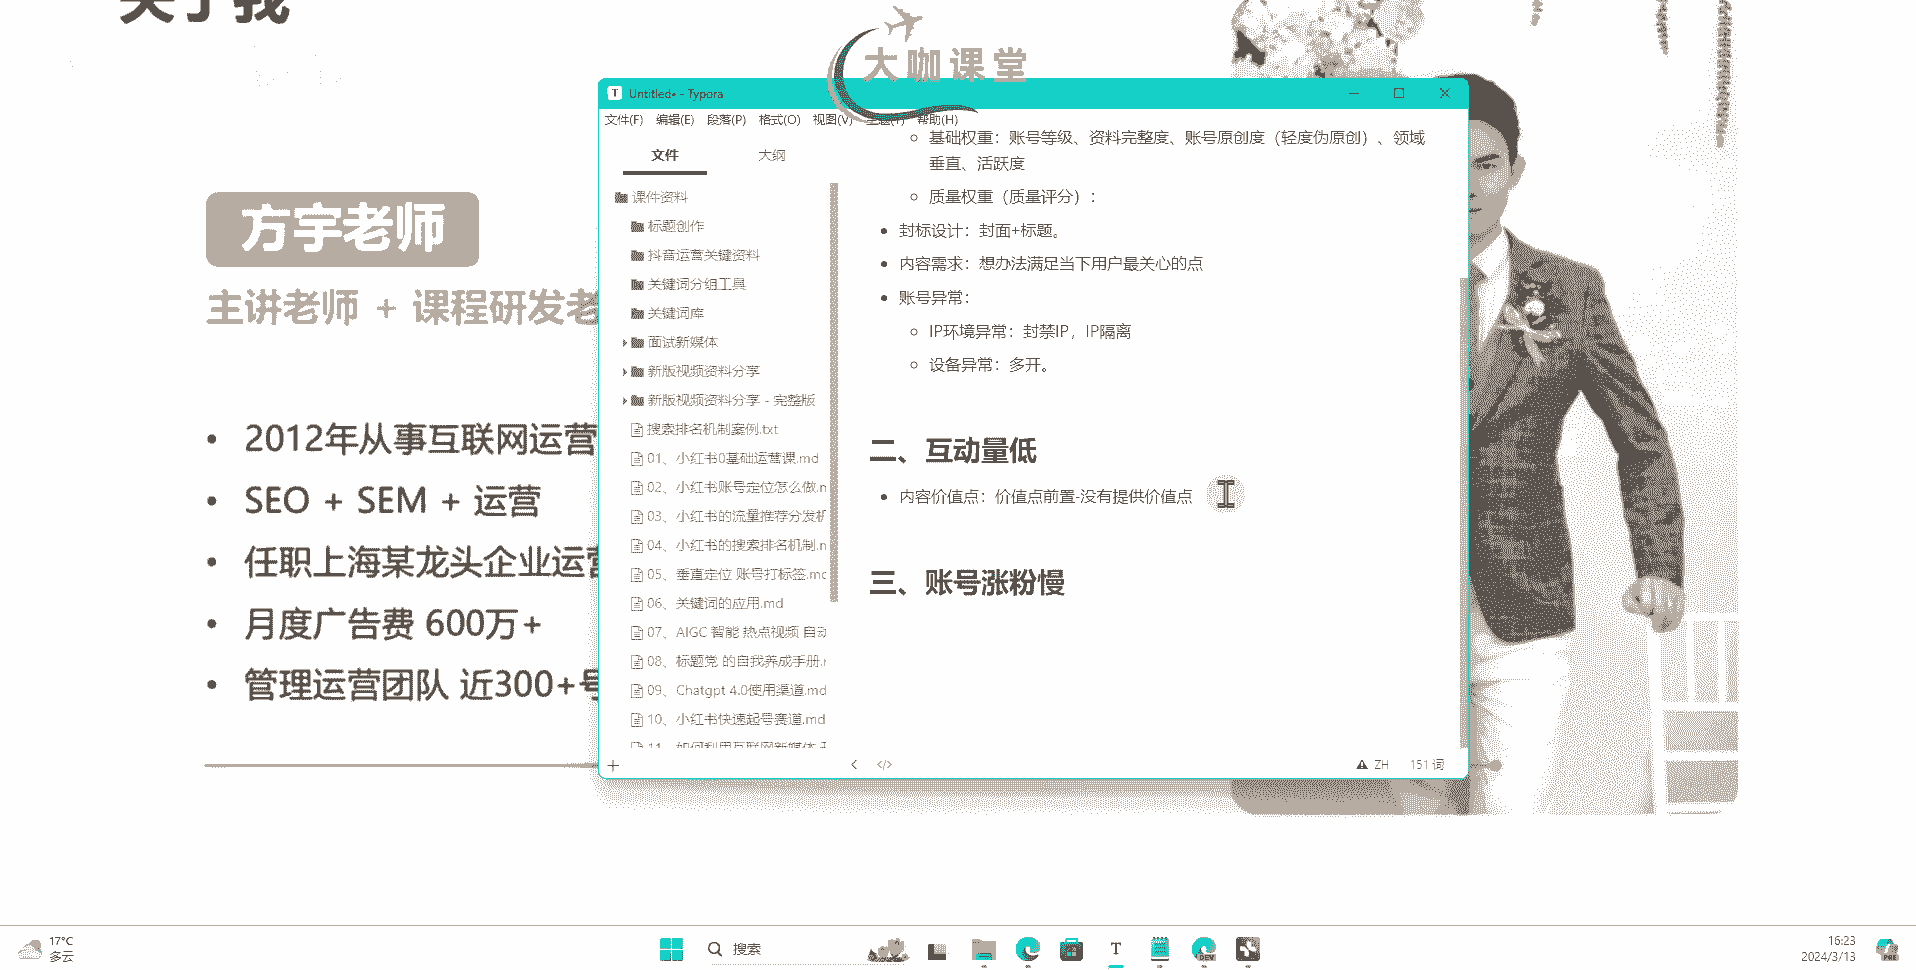 关于我
大咖课堂
方宇老师
主讲老师 + 课程研发老
• 2012年从事互联网运营
• SEO + SEM + 运营
• 任职上海某龙头企业运营
• 月度广告费 600万+
• 管理运营团队 近300+号
Untitled• - Typora
文件(F) 编辑(E) 段落(P) 格式(O) 视图(V) 主题(T) 帮助(H)
文件 大纲
课件资料
标题创作
抖音运营关键资料
关键词分组工具
关键词库
面试新媒体
新版视频资料分享
新版视频资料分享 - 完整版
搜索排名机制案例.txt
01、小红书0基础运营课.md
02、小红书账号定位怎么做.m
03、小红书的流量推荐分发机
04、小红书的搜索排名机制.m
05、垂直定位 账号打标签.mc
06、关键词的应用.md
07、AIGC 智能 热点视频 自动
08、标题党 的自我养成手册.r
09、Chatgpt 4.0使用渠道.md
10、小红书快速起号赛道.md
11、如何利用互联网新媒体
基础权重：账号等级、资料完整度、账号原创度（轻度伪原创）、领域
垂直、活跃度
质量权重（质量评分）：
• 封标设计：封面+标题。
• 内容需求：想办法满足当下用户最关心的点
• 账号异常：
IP环境异常：封禁IP，IP隔离
设备异常：多开。
二、互动量低
• 内容价值点：价值点前置-没有提供价值点
三、账号涨粉慢
ZH 151 词
17°C
多云
搜索
16:23
2024/3/13